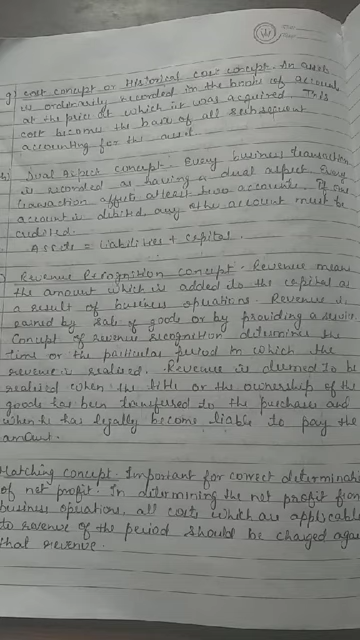 g) Cost concept or Historical cost concept. An asset
is ordinarily recorded in the books of accounts
at the price at which it was acquired. This
cost become the basis of all subsequent
accounting for the asset.
Dual Aspect concept. Every business transaction
is recorded as having a dual aspect. Every
transaction affects atleast two accounts. If one
account is debited, any other account must be
credited.
Assets = Liabilities + Capital.
Revenue Recognition concept. Revenue means
the amount which is added to the capital as
a result of business operations. Revenue is
earned by sale of goods or by providing a service.
Concept of revenue recognition determines the
time or the particular period in which the
revenue is realised. Revenue is deemed to be
realised when the title or the ownership of the
goods has been transferred to the purchaser and
when he has legally become liable to pay the
amount.
Matching concept. Important for correct determinati
of net profit. In determining the net profit from
business operations, all costs which are applicable
to revenue of the period should be charged again
that revenue.